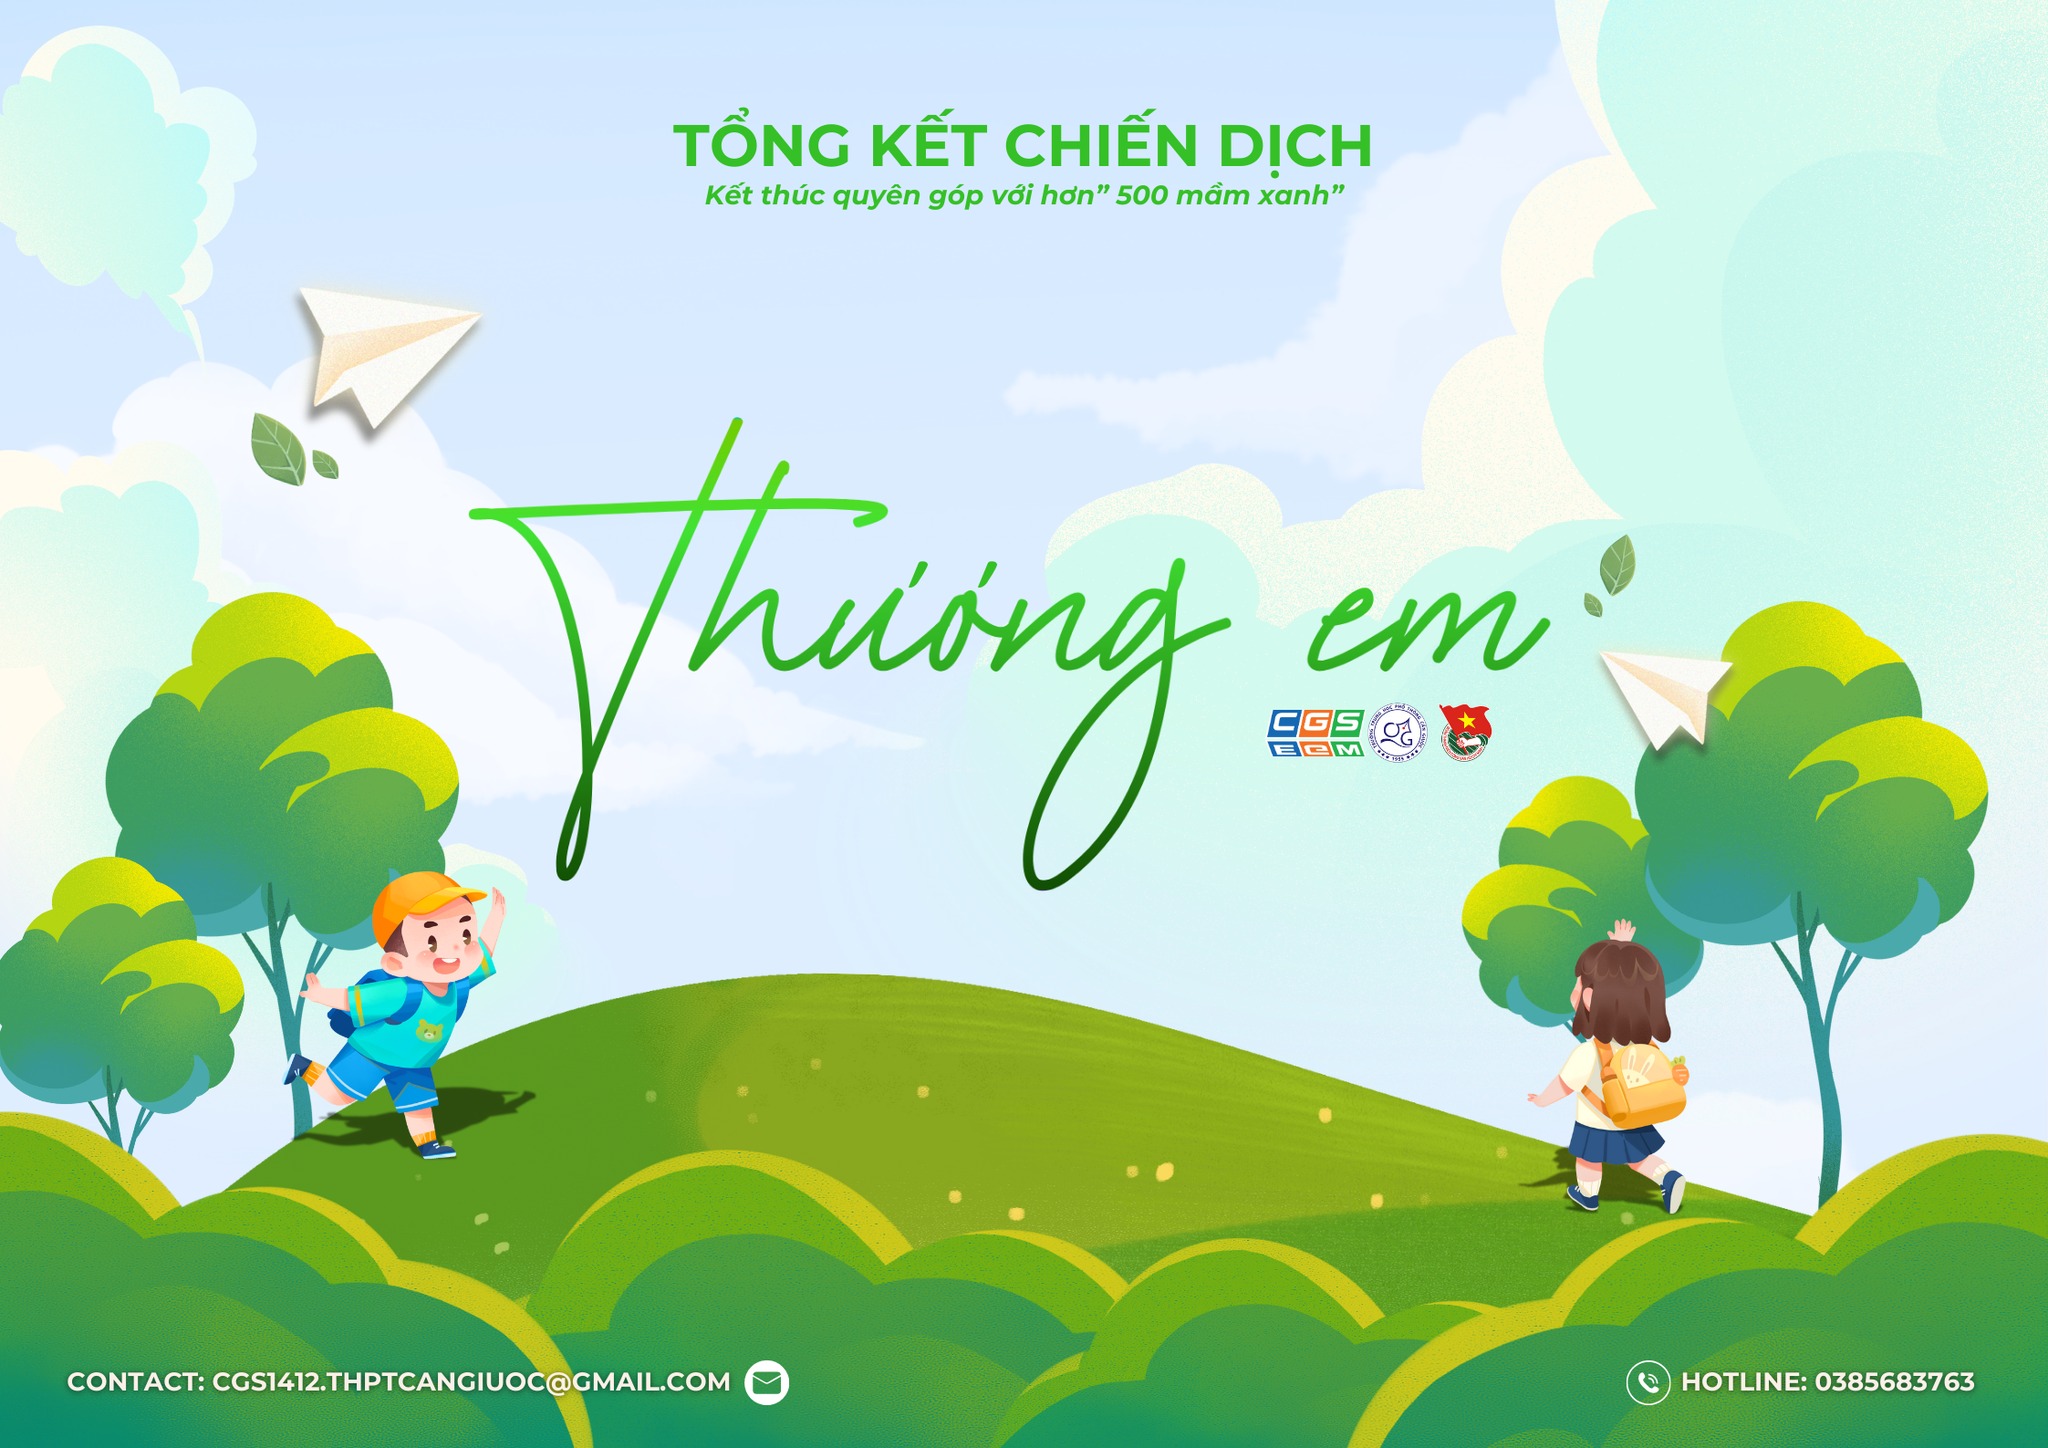 TỔNG KẾT CHIẾN DỊCH
Kết thúc quyên góp với hơn” 500 mầm xanh”
Thương em
CGS
EGM
CONTACT: CGS1412.THPTCANGIUOC@GMAIL.COM
HOTLINE: 0385683763